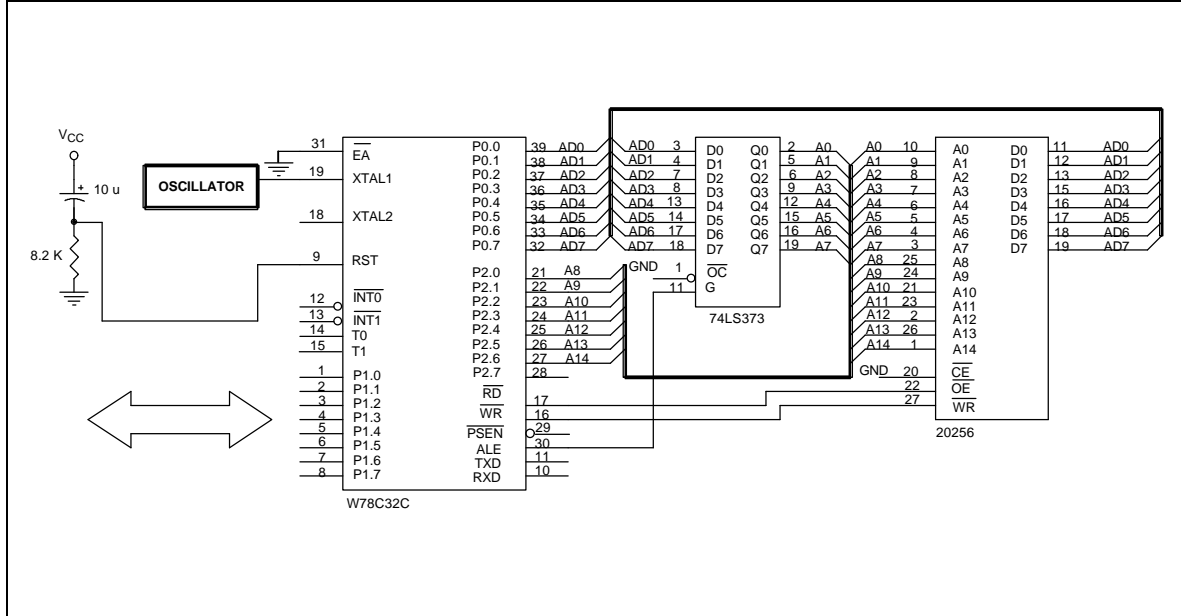 VCC
+
10 u
8.2 K
OSCILLATOR
31 EA
19 XTAL1
18 XTAL2
9 RST
12 INT0
13 INT1
14 T0
15 T1
1 P1.0
2 P1.1
3 P1.2
4 P1.3
5 P1.4
6 P1.5
7 P1.6
8 P1.7
P0.0 39 AD0
P0.1 38 AD1
P0.2 37 AD2
P0.3 36 AD3
P0.4 35 AD4
P0.5 34 AD5
P0.6 33 AD6
P0.7 32 AD7
P2.0 21 A8
P2.1 22 A9
P2.2 23 A10
P2.3 24 A11
P2.4 25 A12
P2.5 26 A13
P2.6 27 A14
P2.7 28
RD 17
WR 16
PSEN 29
ALE 30
TXD 11
RXD 10
W78C32C
AD0 3 D0 Q0 2 A0
AD1 4 D1 Q1 5 A1
AD2 7 D2 Q2 6 A2
AD3 8 D3 Q3 9 A3
AD4 13 D4 Q4 12 A4
AD5 14 D5 Q5 15 A5
AD6 17 D6 Q6 16 A6
AD7 18 D7 Q7 19 A7
GND 1 OC
11 G
74LS373
A0 10 A0 D0 11 AD0
A1 9 A1 D1 12 AD1
A2 8 A2 D2 13 AD2
A3 7 A3 D3 15 AD3
A4 6 A4 D4 16 AD4
A5 5 A5 D5 17 AD5
A6 4 A6 D6 18 AD6
A7 3 A7 D7 19 AD7
A8 25 A8
A9 24 A9
A10 21 A10
A11 23 A11
A12 2 A12
A13 26 A13
A14 1 A14
GND 20 CE
22 OE
27 WR
20256